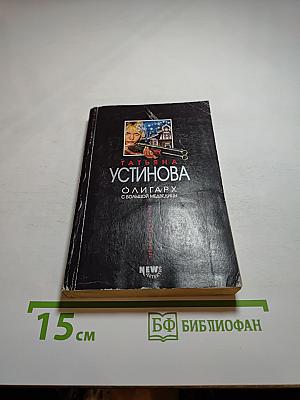 ТАТЬЯНА
УСТИНОВА
ОЛИГАРХ
С БОЛЬШОЙ МЕДВЕДИЦЫ
NEW
15 см
БФ БИБЛИОФАН